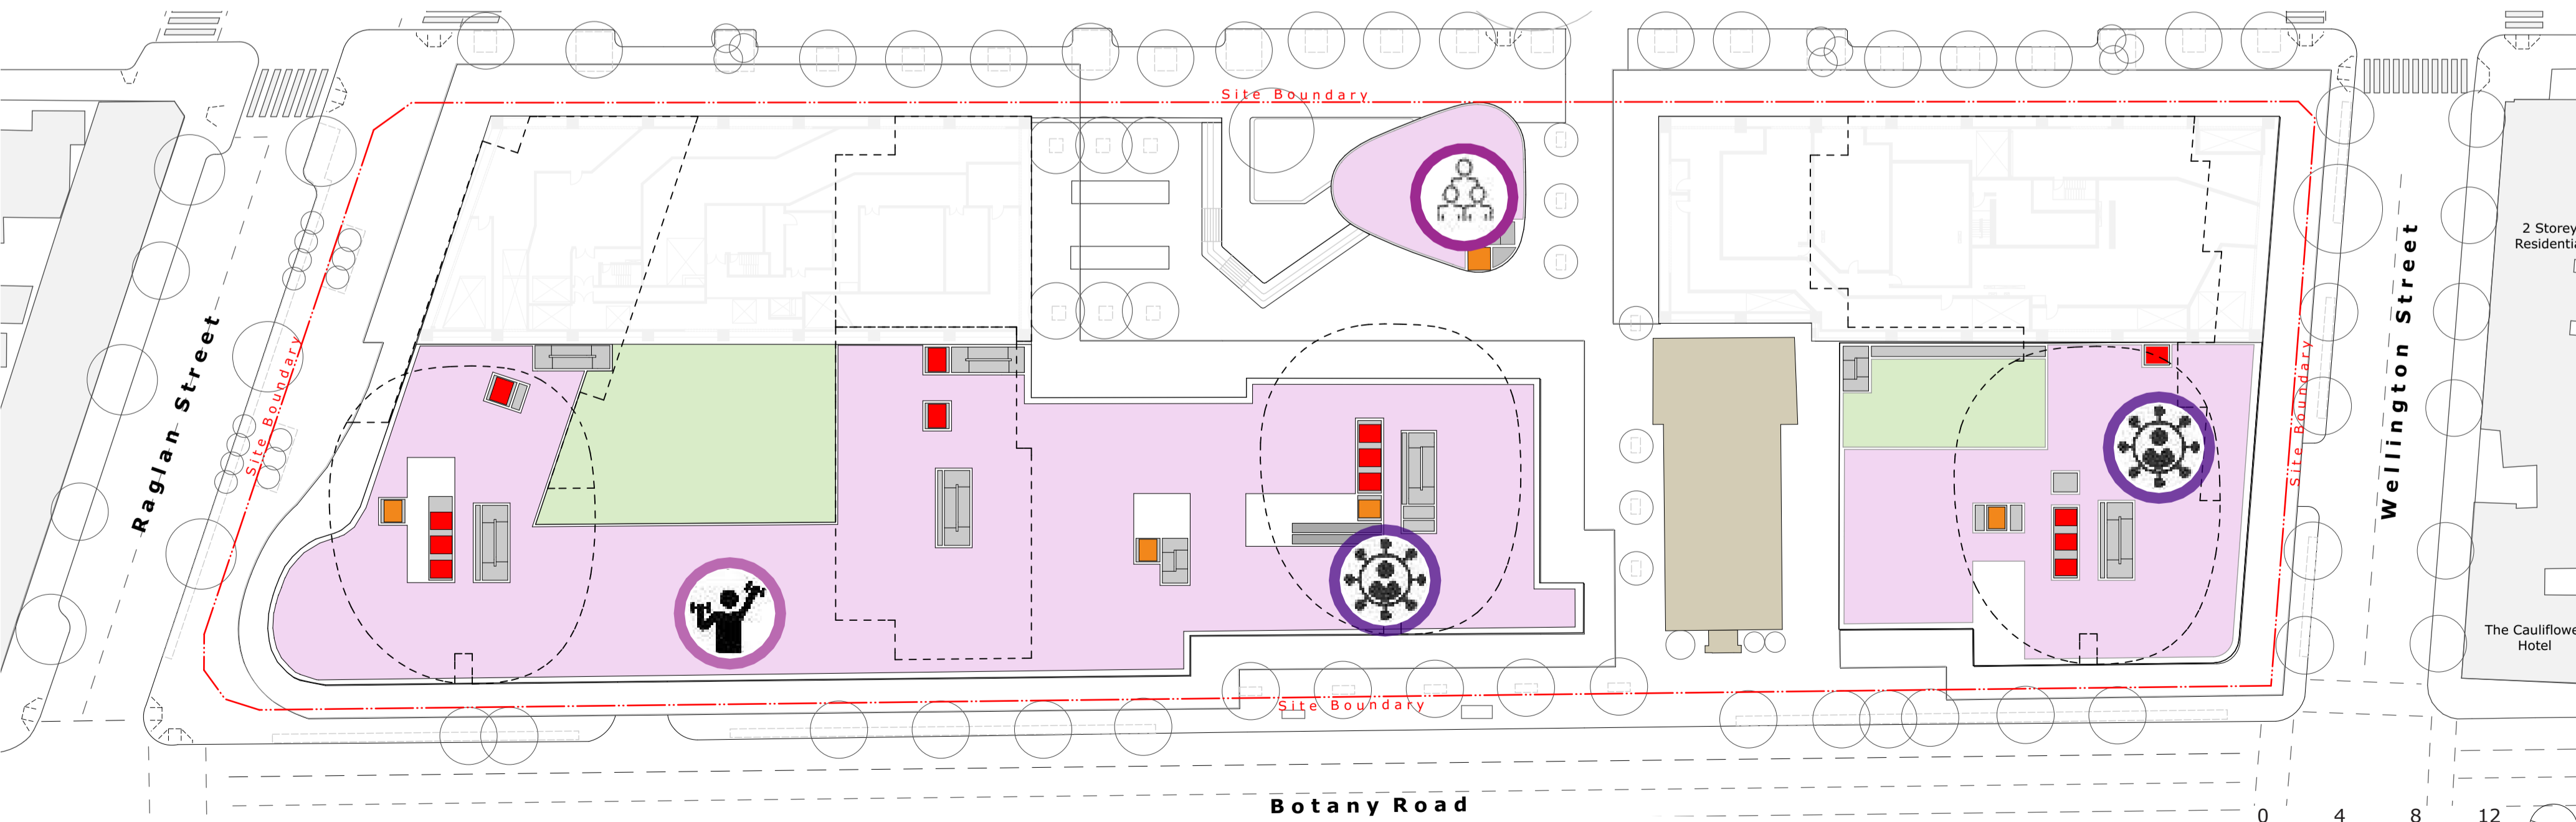 Site Boundary
Raglan Street
Site Boundary
Site Boundary
Wellington Street
2 Storey
Residentia
The Cauliflowe
Hotel
Site Boundary
Botany Road
0 4 8 12